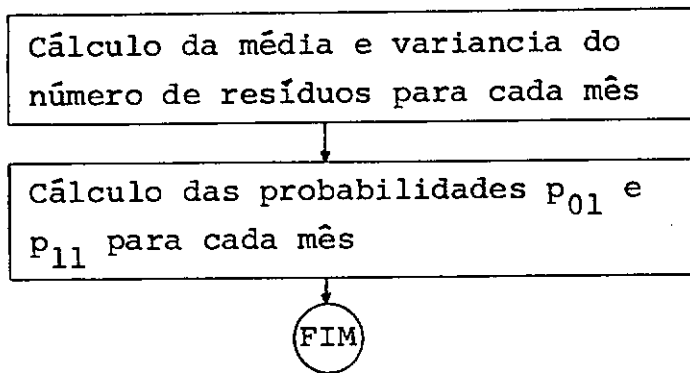 Cálculo da média e variancia do
número de resíduos para cada mês
Cálculo das probabilidades p01 e
p11 para cada mês
FIM